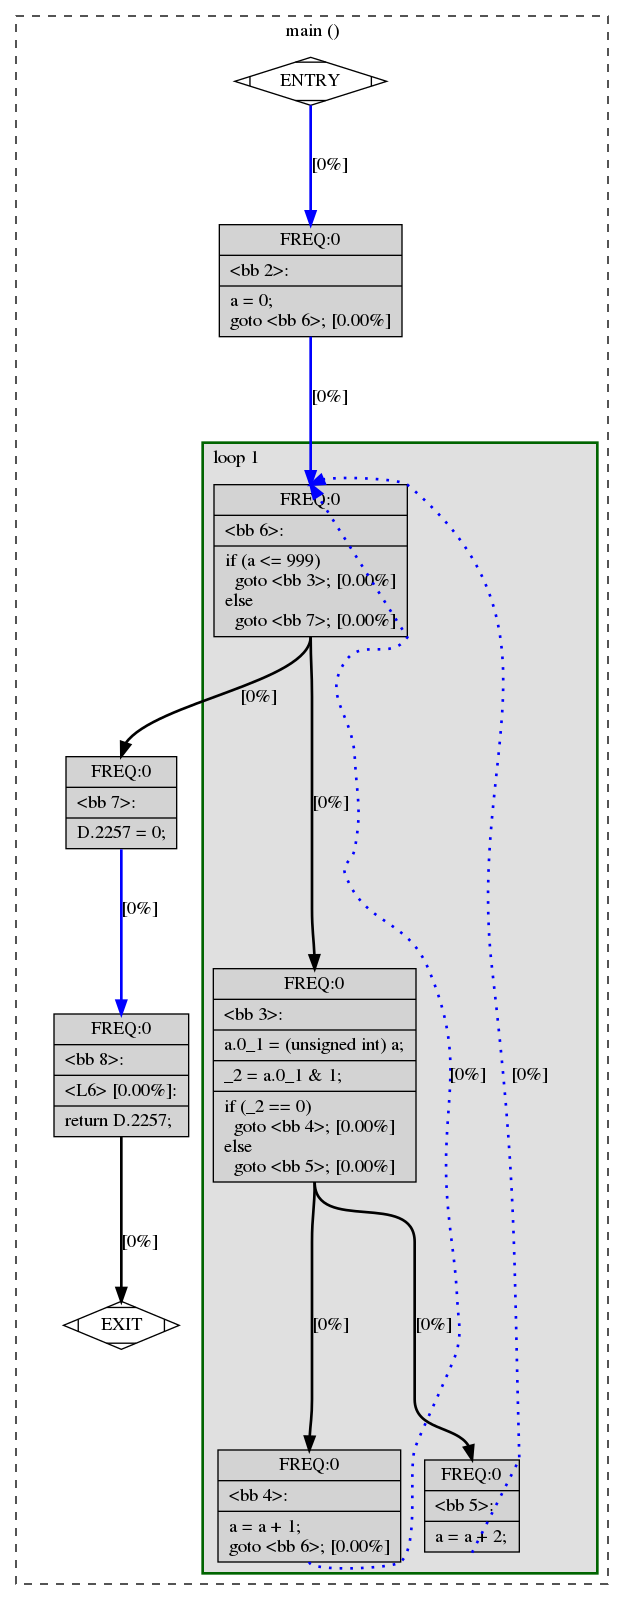 main ()
ENTRY
[0%]
FREQ:0
<bb 2>:
a = 0;
goto <bb 6>; [0.00%]
[0%]
loop 1
FREQ:0
<bb 6>:
if (a <= 999)
goto <bb 3>; [0.00%]
else
goto <bb 7>; [0.00%]
[0%]
[0%]
FREQ:0
<bb 7>:
D.2257 = 0;
[0%]
FREQ:0
<bb 8>:
<L6> [0.00%]:
return D.2257;
[0%]
EXIT
FREQ:0
<bb 3>:
a.0_1 = (unsigned int) a;
_2 = a.0_1 & 1;
if (_2 == 0)
goto <bb 4>; [0.00%]
else
goto <bb 5>; [0.00%]
[0%]
[0%]
[0%]
[0%]
FREQ:0
<bb 4>:
a = a + 1;
goto <bb 6>; [0.00%]
FREQ:0
<bb 5>:
a = a + 2;